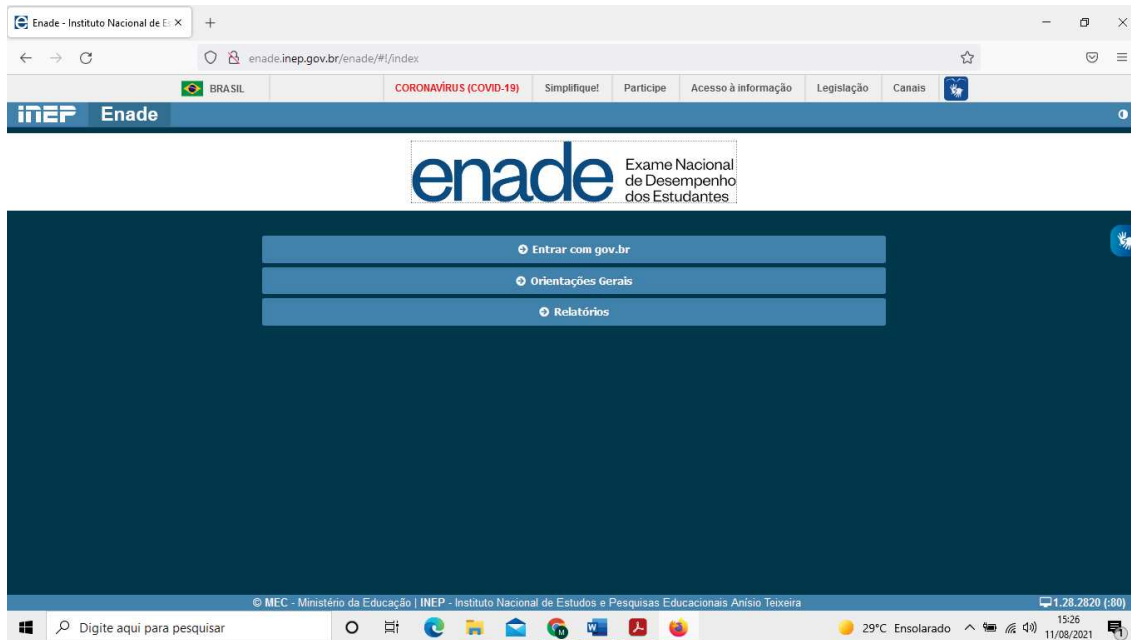 Enade - Instituto Nacional de E
enade.inep.gov.br/enade/#!/index
BRASIL CORONAVÍRUS (COVID-19) Simplifique! Participe Acesso à informação Legislação Canais
inep Enade
enade Exame Nacional
de Desempenho
dos Estudantes
Entrar com gov.br
Orientações Gerais
Relatórios
© MEC - Ministério da Educação | INEP - Instituto Nacional de Estudos e Pesquisas Educacionais Anísio Teixeira 1.28.2820 (:80)
Digite aqui para pesquisar 29°C Ensolarado 15:26
11/08/2021